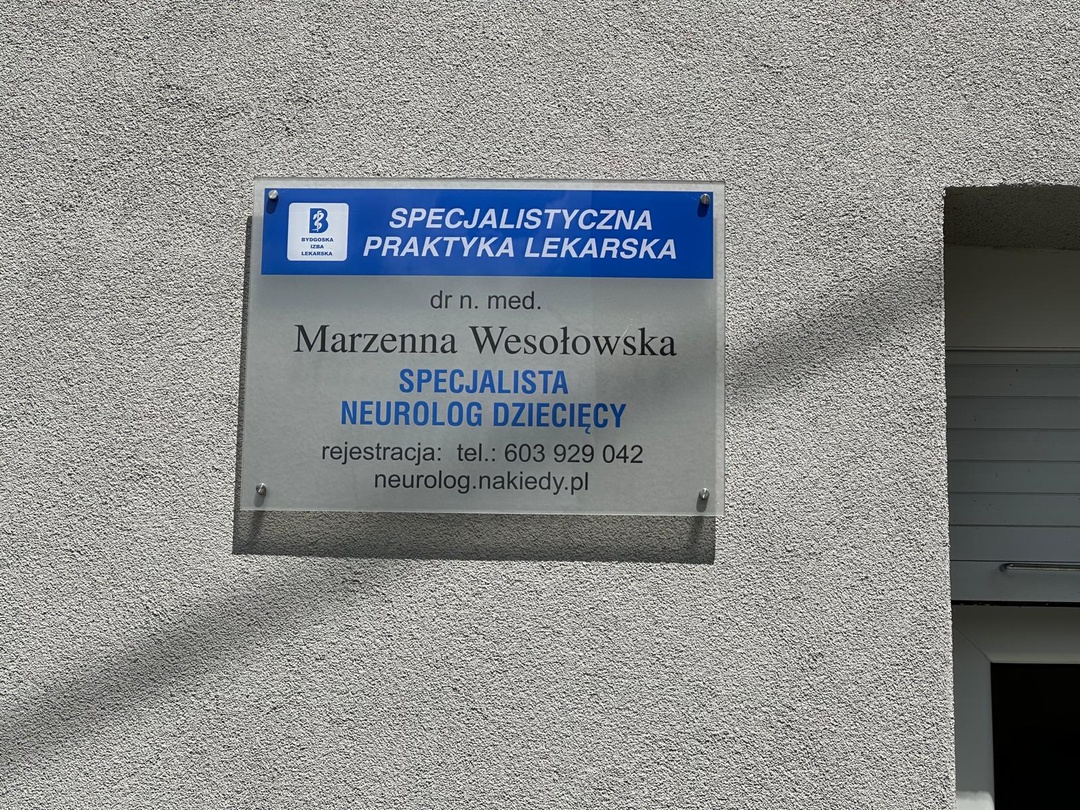 BYDGOSKA
IZBA
LEKARSKA
SPECJALISTYCZNA
PRAKTYKA LEKARSKA
dr n. med.
Marzenna Wesołowska
SPECJALISTA
NEUROLOG DZIECIĘCY
rejestracja: tel.: 603 929 042
neurolog.nakiedy.pl